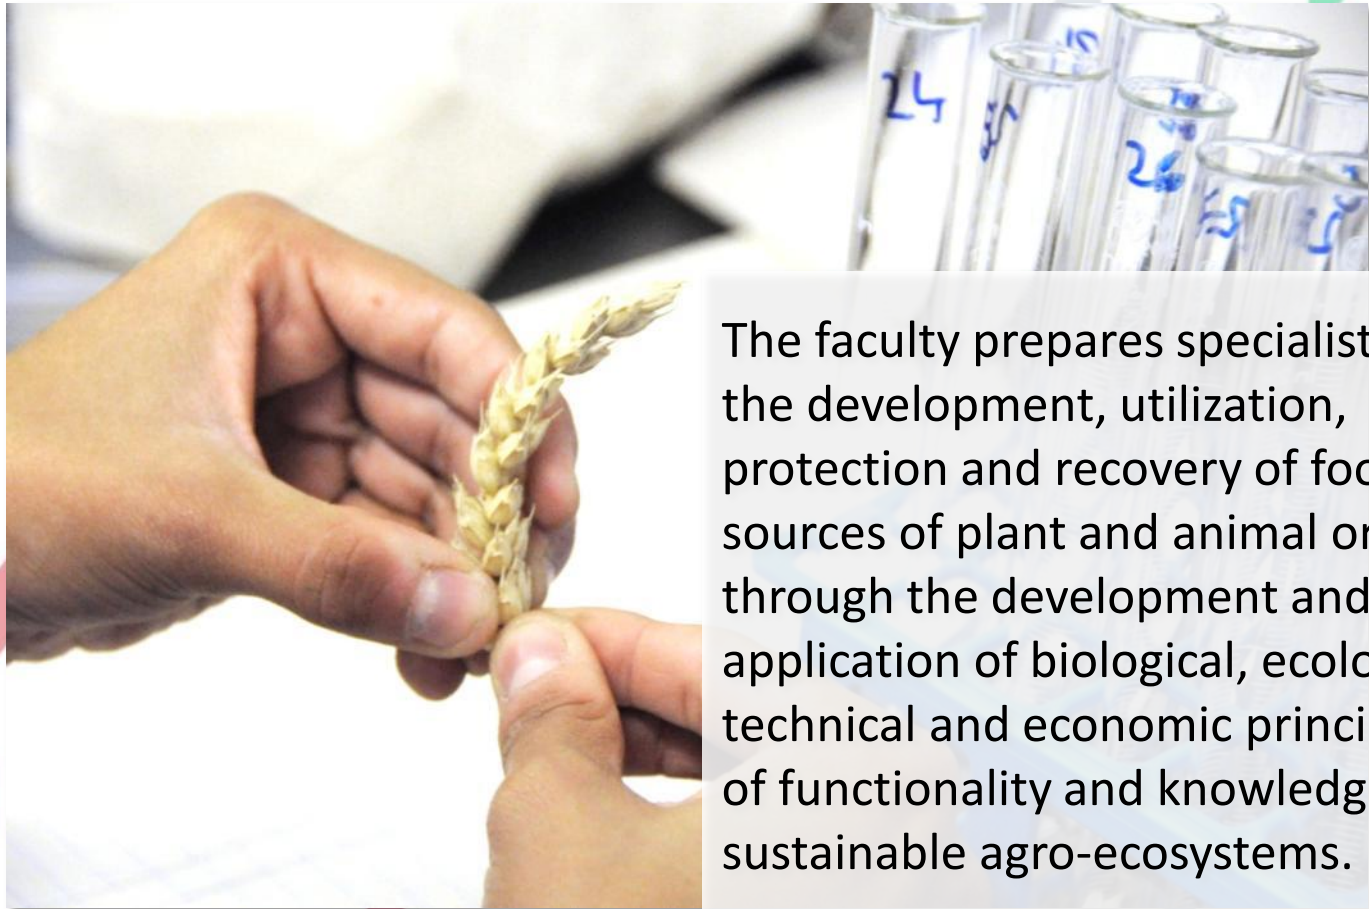 24
26
The faculty prepares specialist
the development, utilization,
protection and recovery of foo
sources of plant and animal or
through the development and
application of biological, ecolo
technical and economic princi
of functionality and knowledg
sustainable agro-ecosystems.